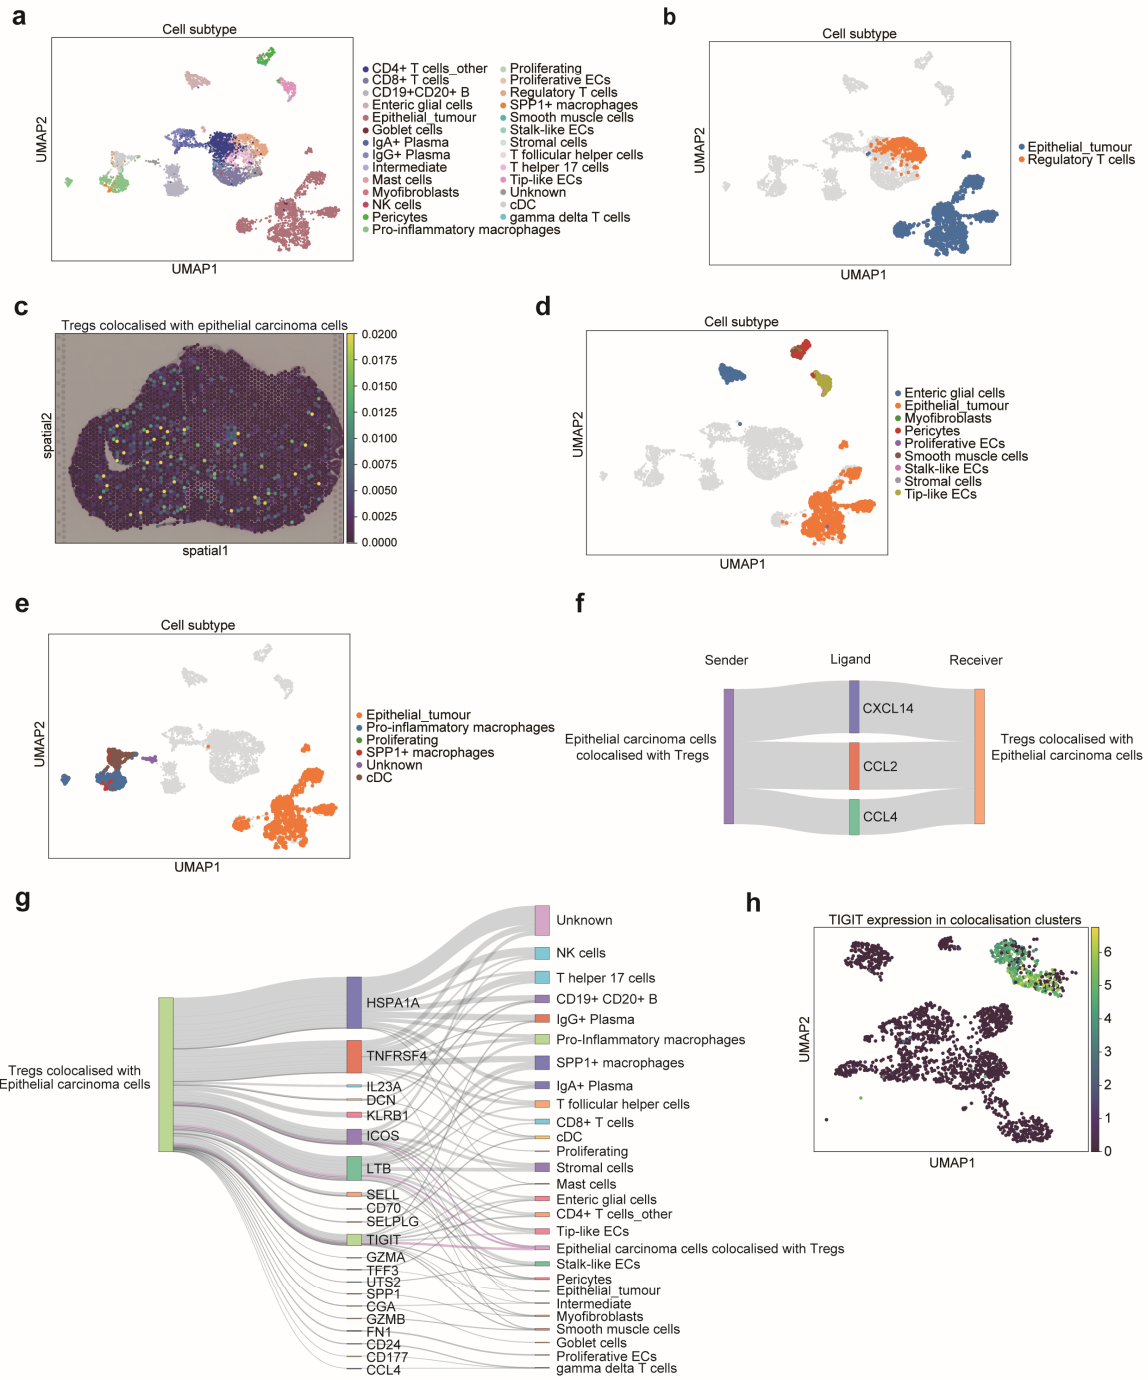 a
Cell subtype
UMAP2
UMAP1
CD4+ T cells_other
CD8+ T cells
CD19+CD20+ B
Enteric glial cells
Epithelial_tumour
Goblet cells
IgA+ Plasma
IgG+ Plasma
Intermediate
Mast cells
Myofibroblasts
NK cells
Pericytes
Pro-inflammatory macrophages
Proliferating
Proliferative ECs
Regulatory T cells
SPP1+ macrophages
Smooth muscle cells
Stalk-like ECs
Stromal cells
T follicular helper cells
T helper 17 cells
Tip-like ECs
Unknown
cDC
gamma delta T cells
b
Cell subtype
UMAP2
UMAP1
Epithelial_tumour
Regulatory T cells
c
Tregs colocalised with epithelial carcinoma cells
spatial2
spatial1
0.0200
0.0175
0.0150
0.0125
0.0100
0.0075
0.0050
0.0025
0.0000
d
Cell subtype
UMAP2
UMAP1
Enteric glial cells
Epithelial_tumour
Myofibroblasts
Pericytes
Proliferative ECs
Smooth muscle cells
Stalk-like ECs
Stromal cells
Tip-like ECs
e
Cell subtype
UMAP2
UMAP1
Epithelial_tumour
Pro-inflammatory macrophages
Proliferating
SPP1+ macrophages
Unknown
cDC
f
Sender
Ligand
Receiver
Epithelial carcinoma cells
colocalised with Tregs
CXCL14
CCL2
CCL4
Tregs colocalised with
Epithelial carcinoma cells
g
Tregs colocalised with
Epithelial carcinoma cells
HSPA1A
TNFRSF4
IL23A
DCN
KLRB1
ICOS
LTB
SELL
CD70
SELPLG
TIGIT
GZMA
TFF3
UTS2
SPP1
CGA
GZMB
FN1
CD24
CD177
CCL4
Unknown
NK cells
T helper 17 cells
CD19+ CD20+ B
IgG+ Plasma
Pro-Inflammatory macrophages
SPP1+ macrophages
IgA+ Plasma
T follicular helper cells
CD8+ T cells
cDC
Proliferating
Stromal cells
Mast cells
Enteric glial cells
CD4+ T cells_other
Tip-like ECs
Epithelial carcinoma cells colocalised with Tregs
Stalk-like ECs
Pericytes
Epithelial_tumour
Intermediate
Myofibroblasts
Smooth muscle cells
Goblet cells
Proliferative ECs
gamma delta T cells
h
TIGIT expression in colocalisation clusters
UMAP2
UMAP1
6
5
4
3
2
1
0